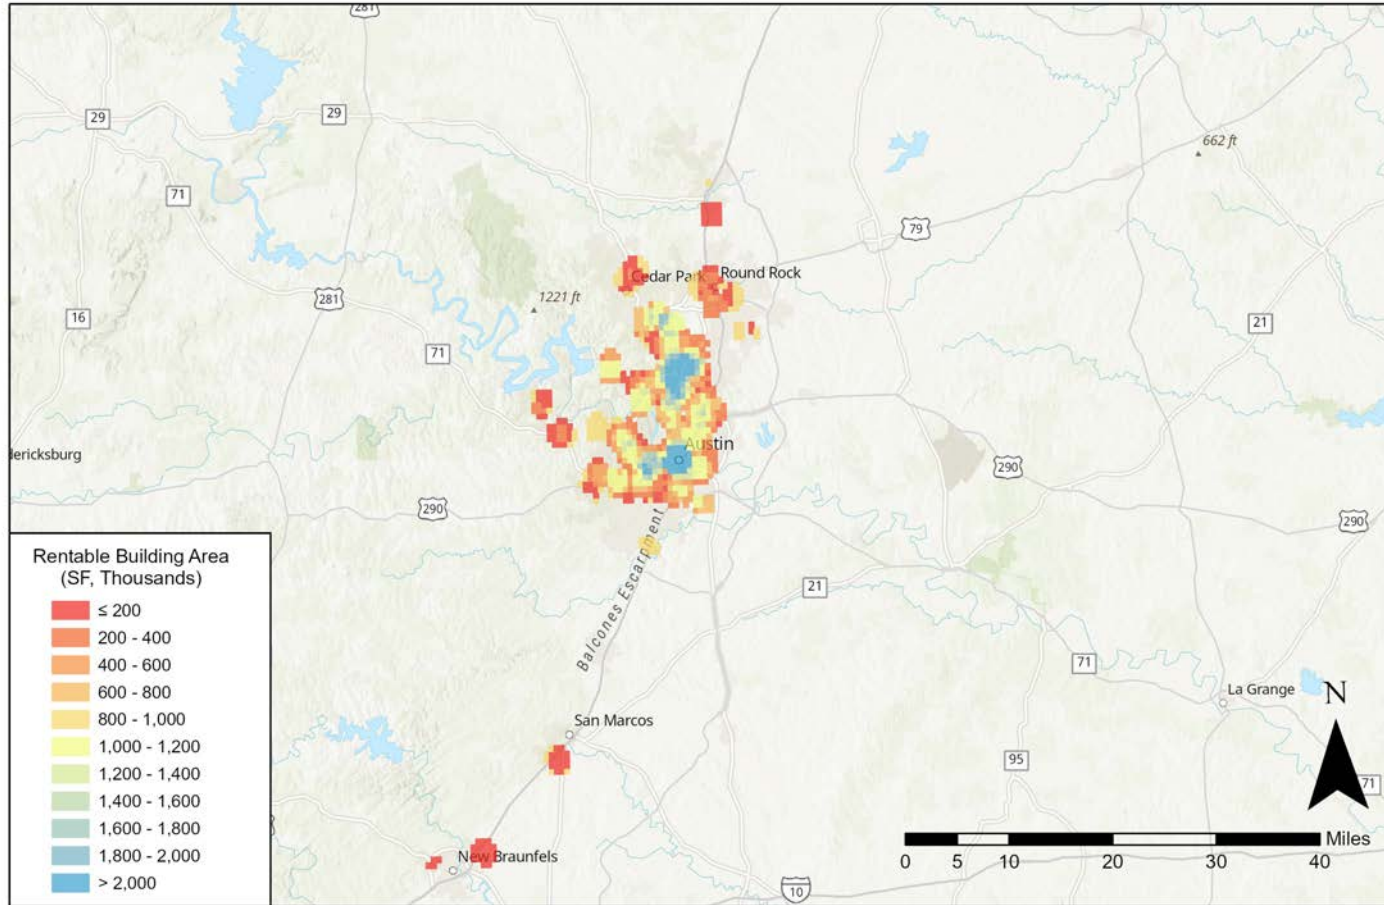 281
29
29
662 ft
71
79
Cedar Park
Round Rock
281
1221 ft
16
21
71
Austin
dericksburg
290
290
290
Balcones Escarpment
21
71
La Grange
N
San Marcos
95
71
New Braunfels
10
Miles
0 5 10 20 30 40
Rentable Building Area
(SF, Thousands)
≤ 200
200 - 400
400 - 600
600 - 800
800 - 1,000
1,000 - 1,200
1,200 - 1,400
1,400 - 1,600
1,600 - 1,800
1,800 - 2,000
> 2,000